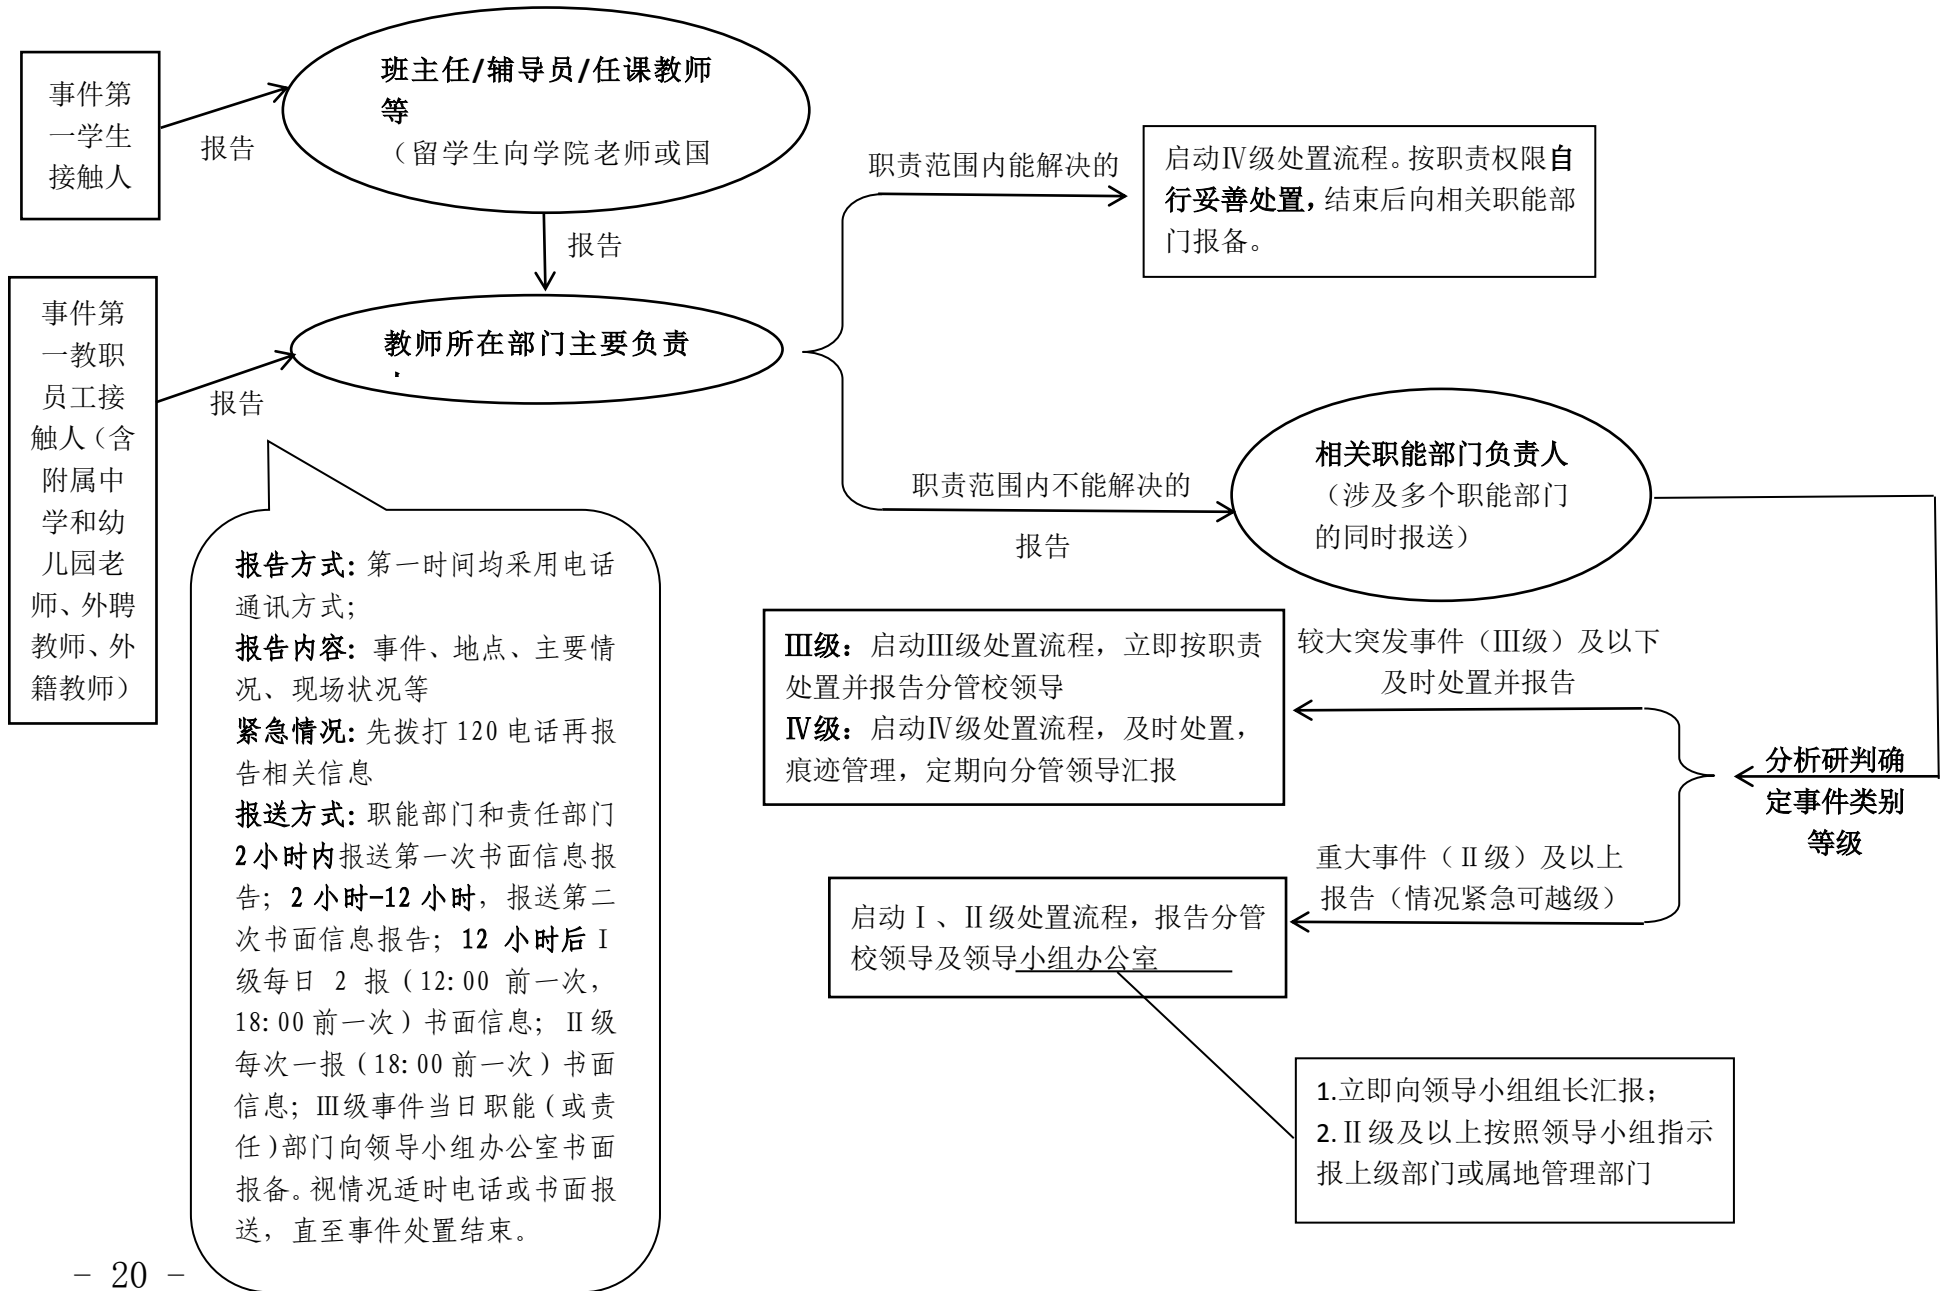 事件第
一学生
接触人
报告
班主任/辅导员/任课教师
等
（留学生向学院老师或国
报告
事件第
一教职
员工接
触人（含
附属中
学和幼
儿园老
师、外聘
教师、外
籍教师）
报告
教师所在部门主要负责
职责范围内能解决的
启动Ⅳ级处置流程。按职责权限自
行妥善处置，结束后向相关职能部
门报备。
职责范围内不能解决的
报告
相关职能部门负责人
（涉及多个职能部门
的同时报送）
分析研判确
定事件类别
等级
较大突发事件（Ⅲ级）及以下
及时处置并报告
Ⅲ级：启动Ⅲ级处置流程，立即按职责
处置并报告分管校领导
Ⅳ级：启动Ⅳ级处置流程，及时处置，
痕迹管理，定期向分管领导汇报
重大事件（Ⅱ级）及以上
报告（情况紧急可越级）
启动Ⅰ、Ⅱ级处置流程，报告分管
校领导及领导小组办公室
1.立即向领导小组组长汇报；
2.Ⅱ级及以上按照领导小组指示
报上级部门或属地管理部门
报告方式：第一时间均采用电话
通讯方式；
报告内容：事件、地点、主要情
况、现场状况等
紧急情况：先拨打 120 电话再报
告相关信息
报送方式：职能部门和责任部门
2小时内报送第一次书面信息报
告；2 小时-12 小时，报送第二
次书面信息报告；12 小时后Ⅰ
级每日 2 报（12:00 前一次，
18:00前一次）书面信息；Ⅱ级
每次一报（18:00前一次）书面
信息；Ⅲ级事件当日职能（或责
任）部门向领导小组办公室书面
报备。视情况适时电话或书面报
送，直至事件处置结束。
- 20 -